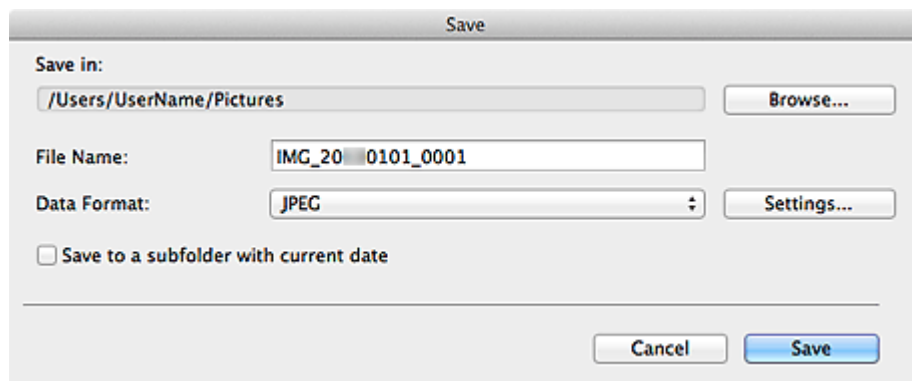 Save
Save in:
/Users/UserName/Pictures
Browse...
File Name:
IMG_20 0101_0001
Data Format:
JPEG
Settings...
Save to a subfolder with current date
Cancel
Save